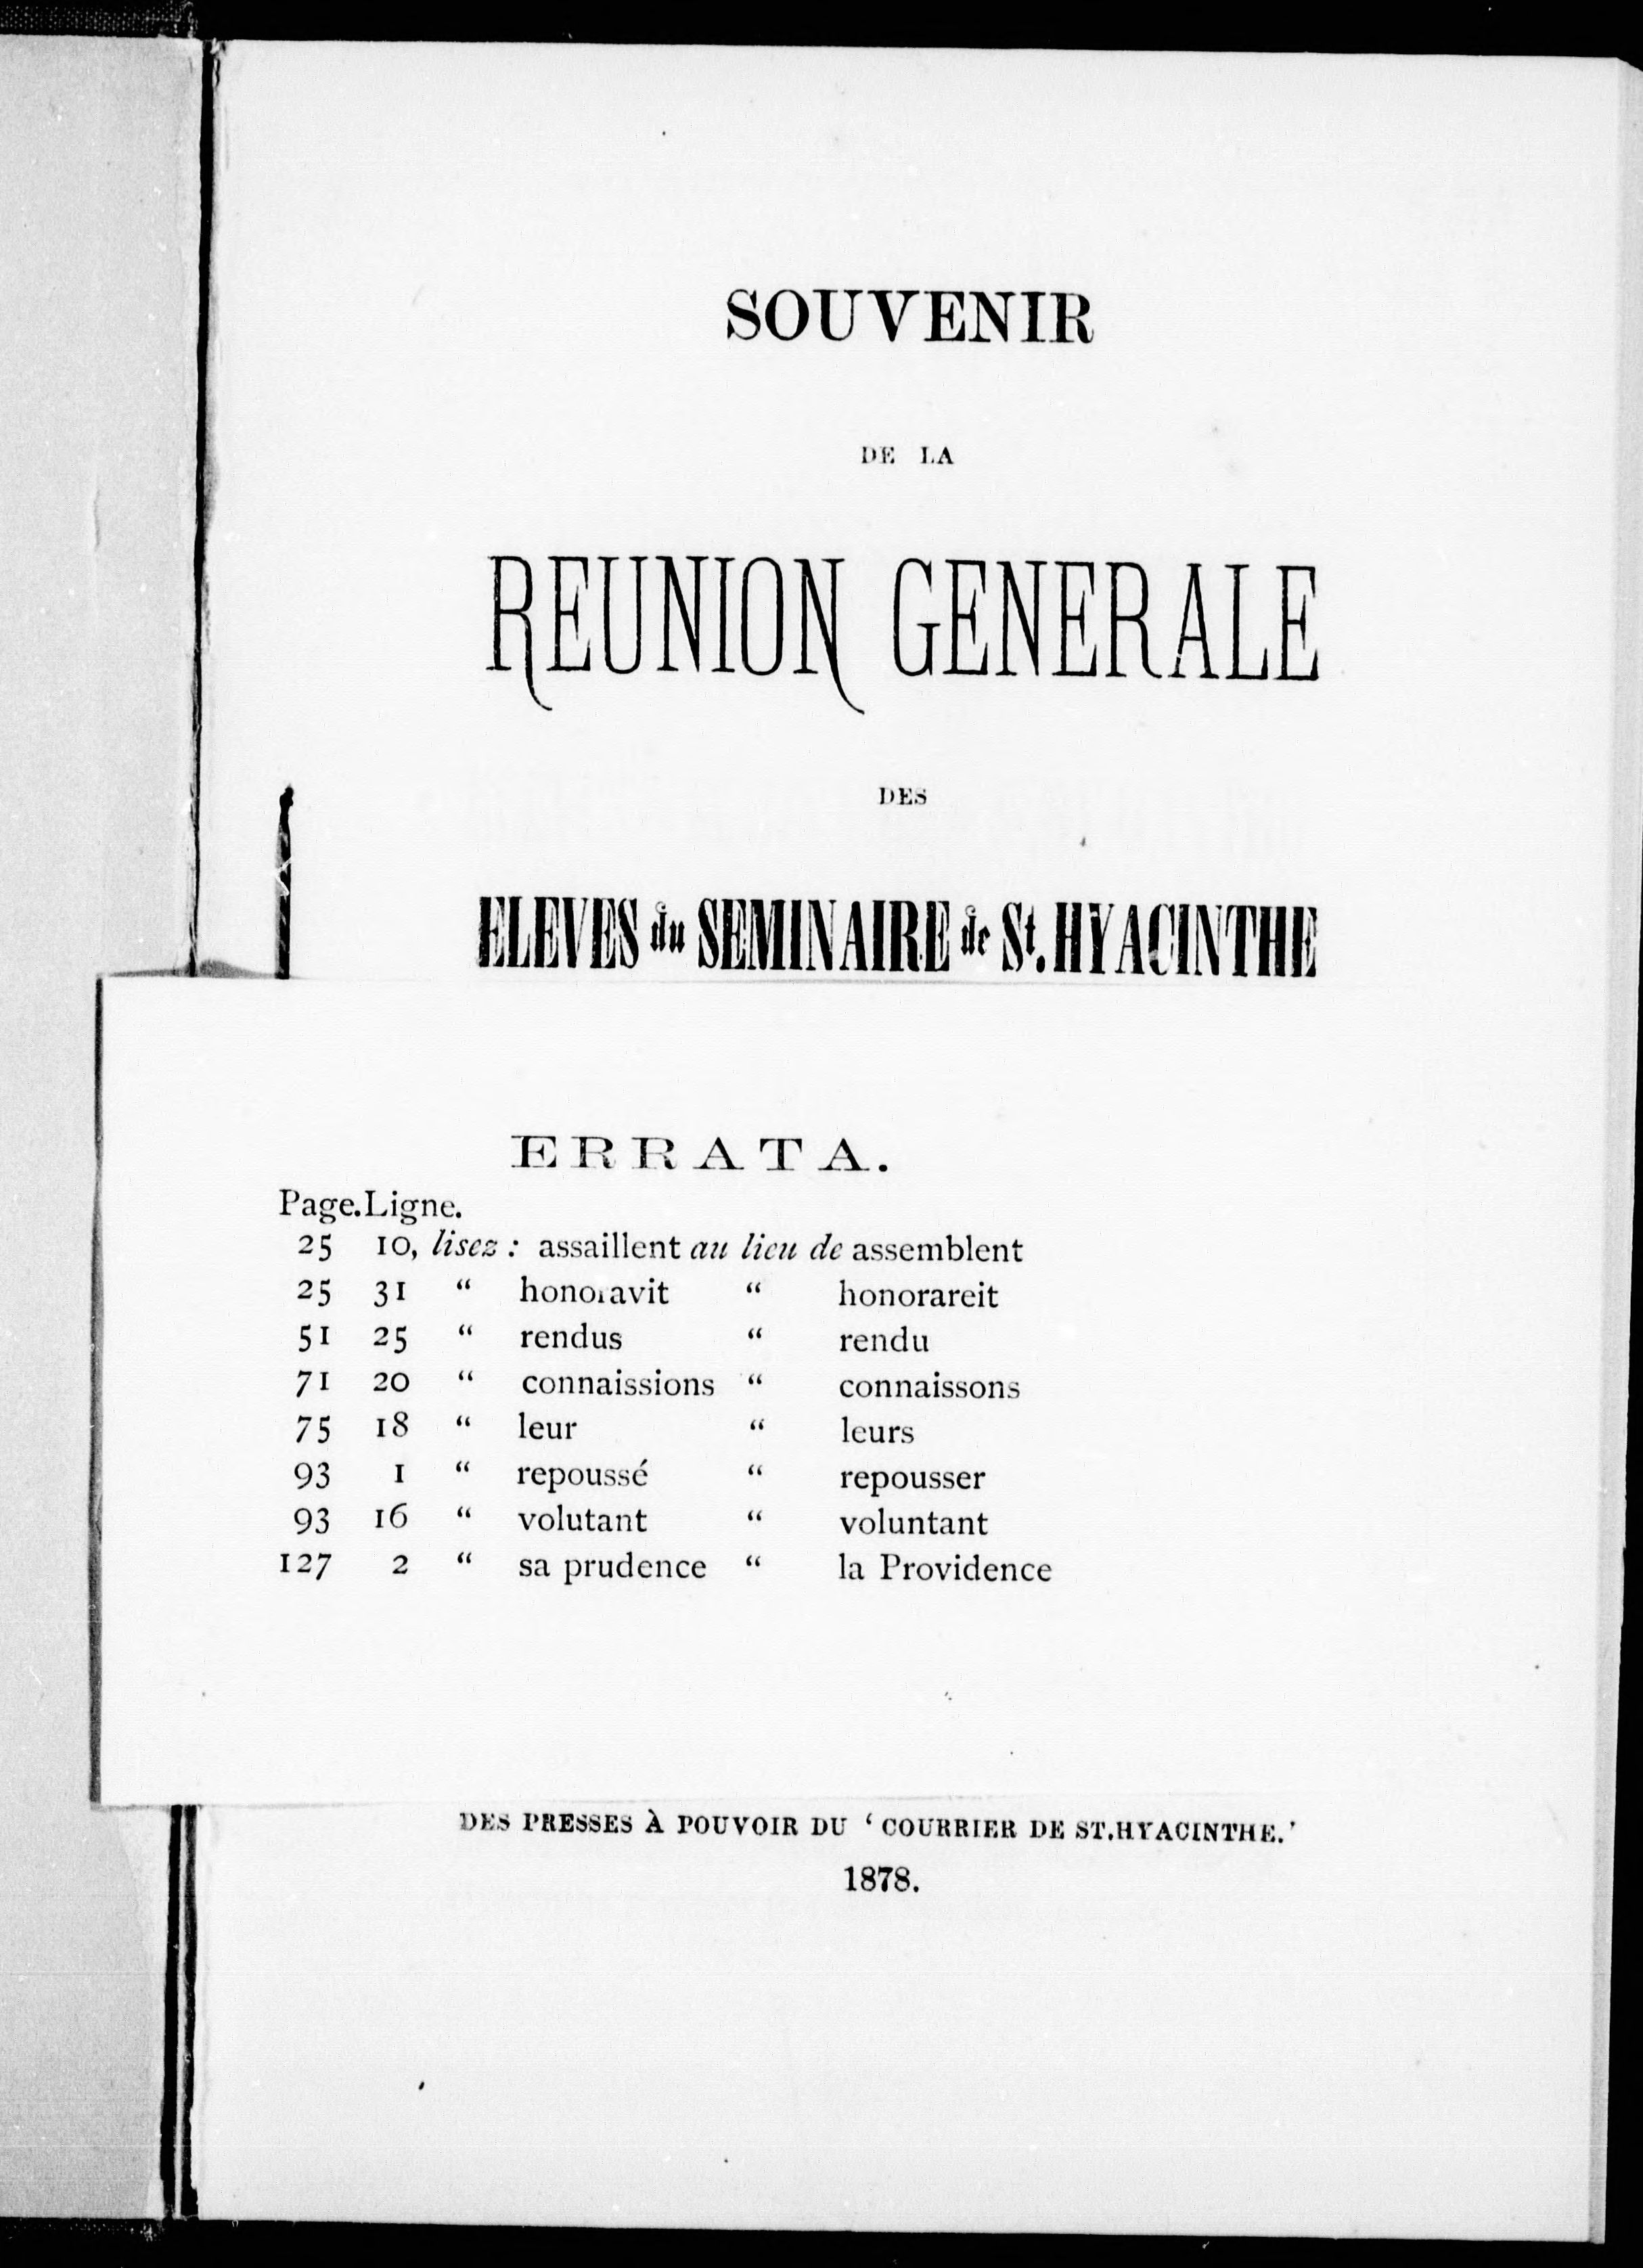 SOUVENIR
DE LA
REUNION GENERALE
DES
ELEVES du SEMINAIRE de St. HYACINTHE
ERRATA.
Page. Ligne.
25 10, lisez : assaillent au lieu de assemblent
25 31 “ honoravit “ honorareit
51 25 “ rendus “ rendu
71 20 “ connaissions “ connaissons
75 18 “ leur “ leurs
93 1 “ repoussé “ repousser
93 16 “ volutant “ voluntant
127 2 “ sa prudence “ la Providence
DES PRESSES À POUVOIR DU ‘ COURRIER DE ST.HYACINTHE.’
1878.